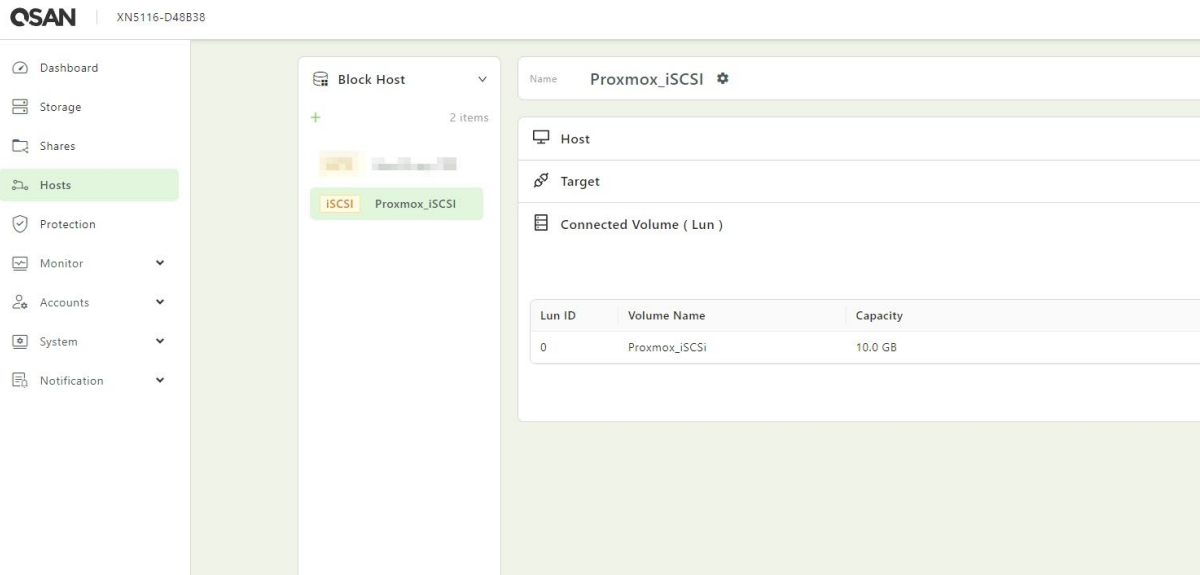 QSAN XN5116-D48B38
Dashboard
Storage
Shares
Hosts
Protection
Monitor
Accounts
System
Notification
Block Host
2 items
iSCSI Proxmox_iSCSI
Name Proxmox_iSCSI
Host
Target
Connected Volume ( Lun )
Lun ID Volume Name Capacity
0 Proxmox_iSCSi 10.0 GB